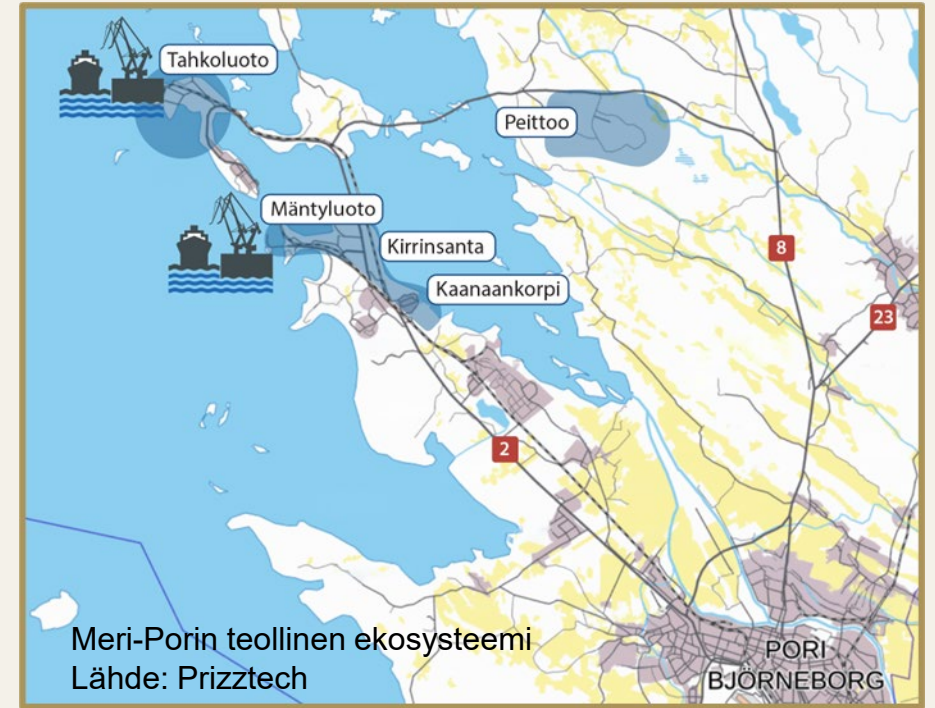 Tahkoluoto
Peittoo
Mäntyluoto
Kirrinsanta
8
Kaanaankorpi
23
2
Meri-Porin teollinen ekosysteemi
Lähde: Prizztech
PORI
BJÖRNEBORG